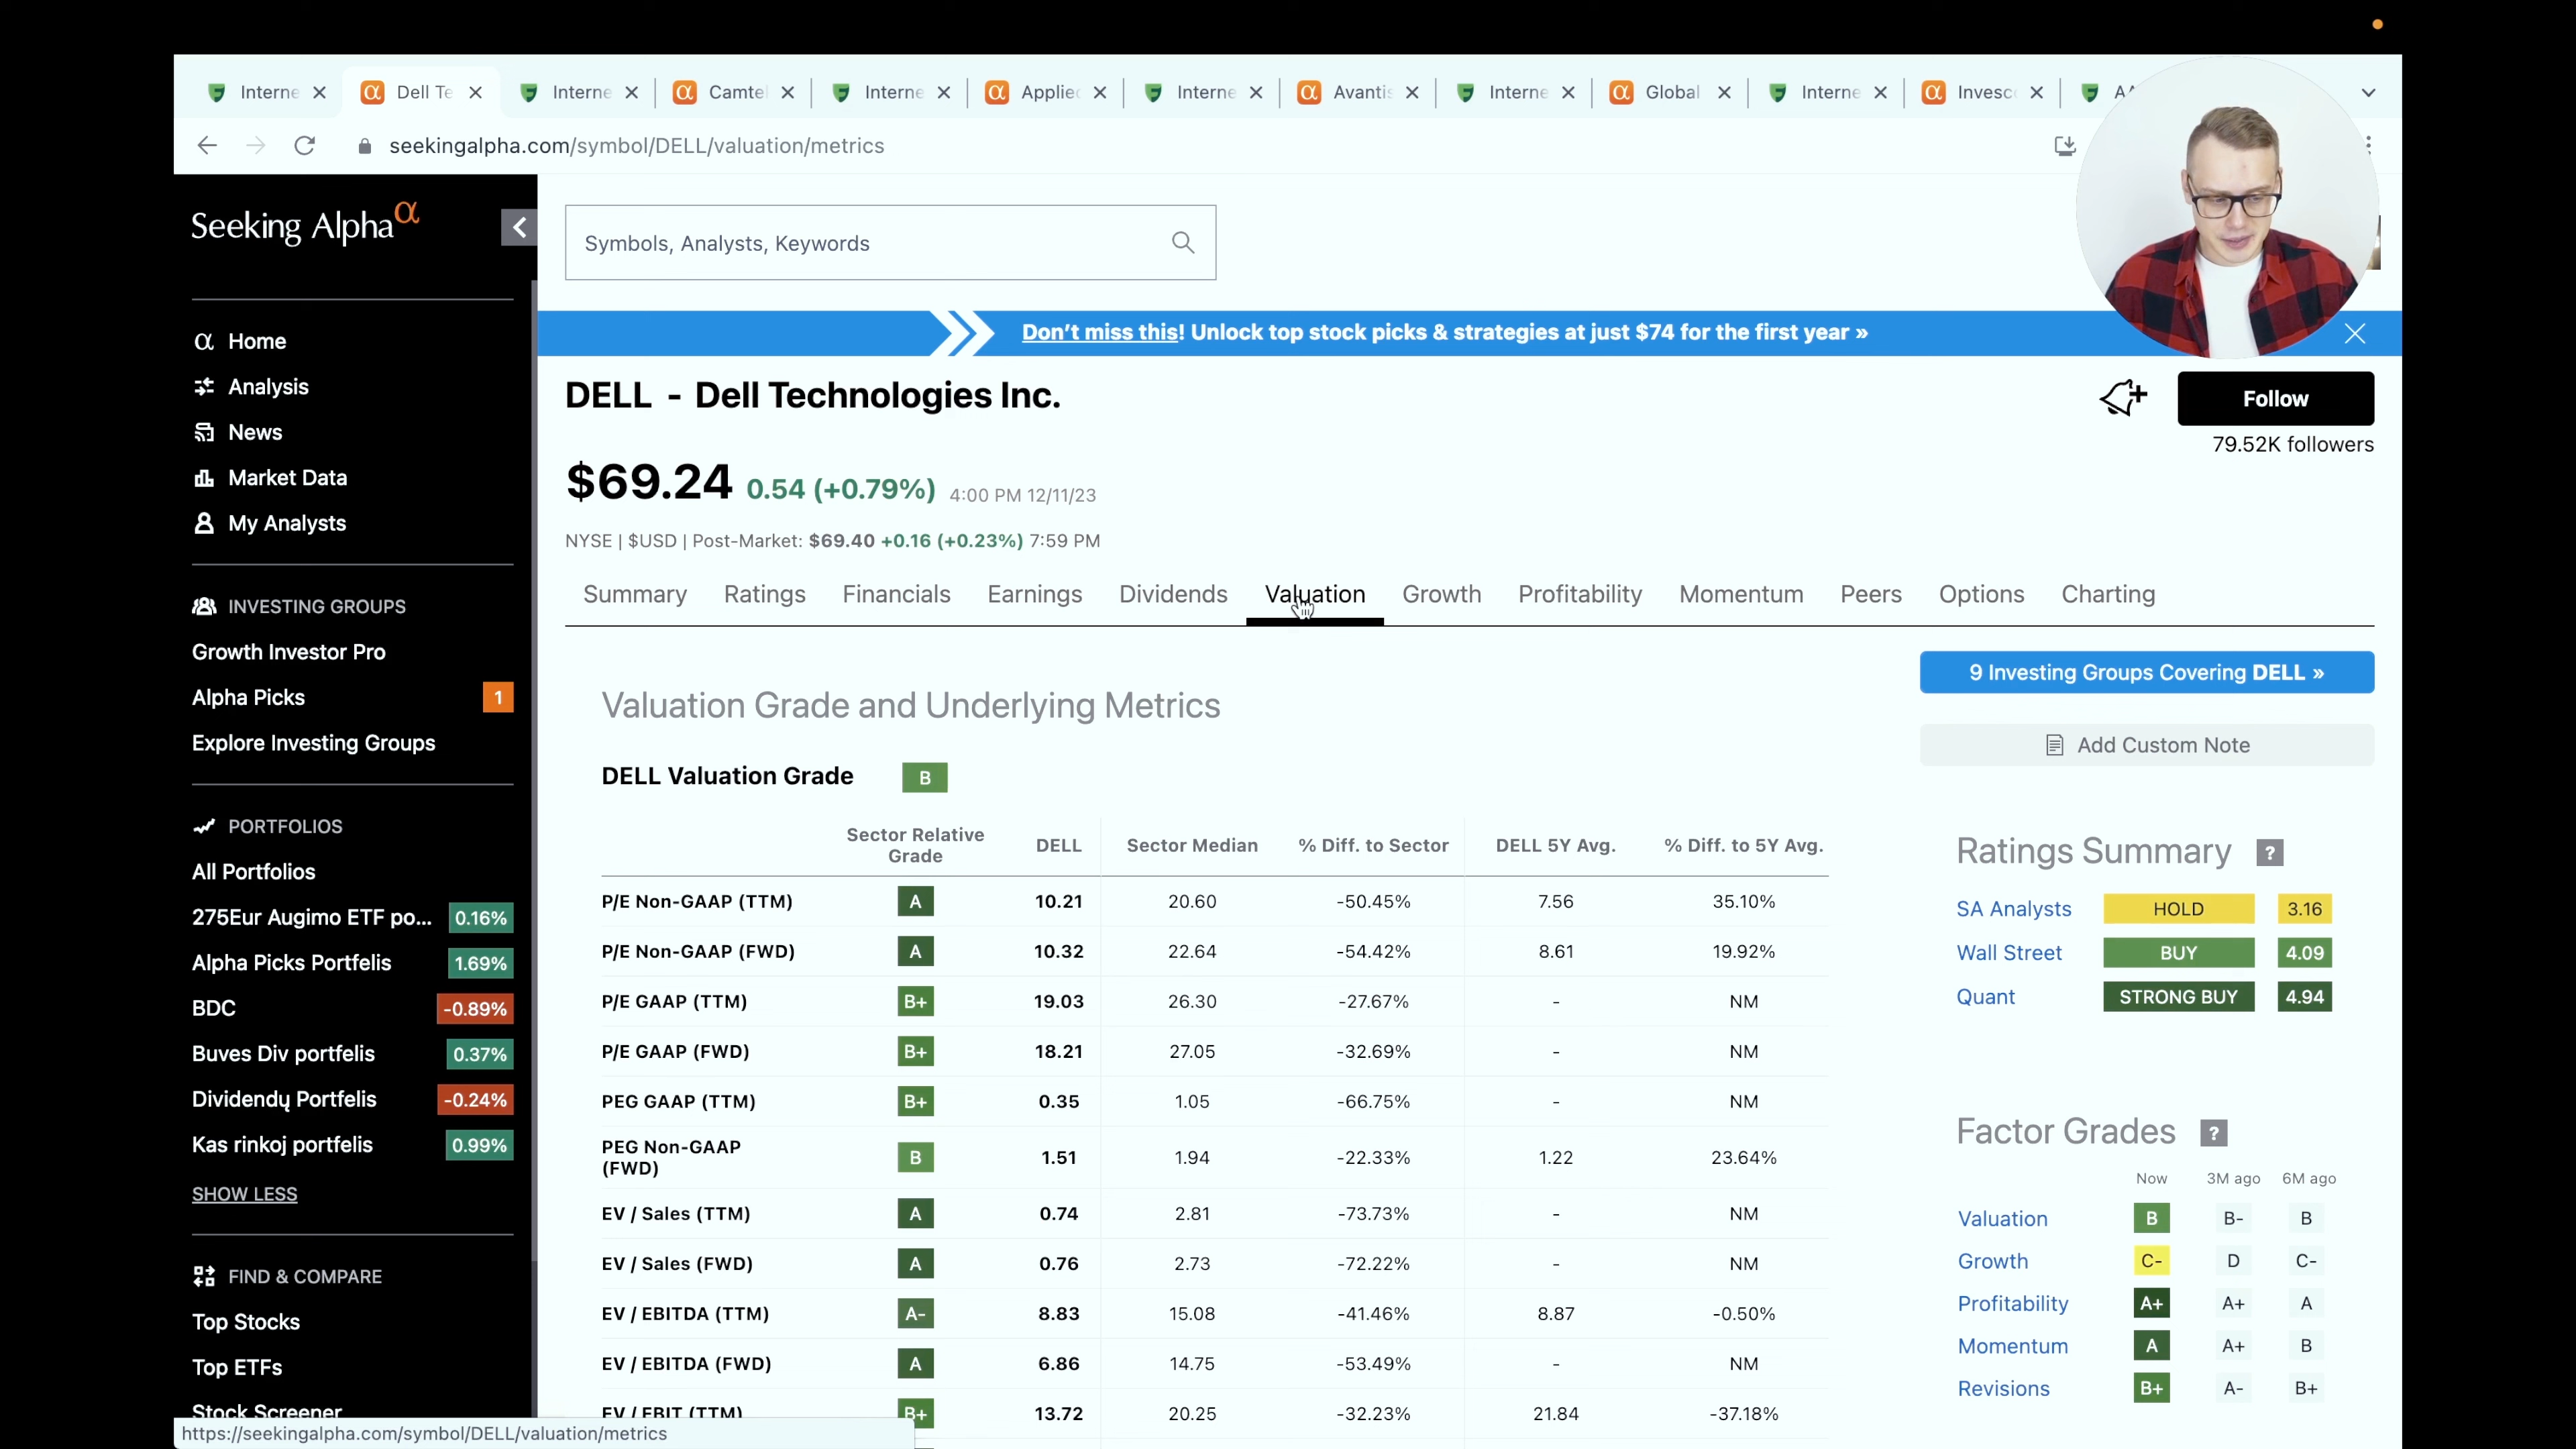 Interne
Dell Te
Interne
Camte
Interne
Applied
Interne
Avantis
Interne
Global
Interne
Invesco
seekingalpha.com/symbol/DELL/valuation/metrics
Seeking Alpha α
Symbols, Analysts, Keywords
Don't miss this! Unlock top stock picks & strategies at just $74 for the first year »
Home
Analysis
News
Market Data
My Analysts
INVESTING GROUPS
Growth Investor Pro
Alpha Picks 1
Explore Investing Groups
PORTFOLIOS
All Portfolios
275Eur Augimo ETF po... 0.16%
Alpha Picks Portfelis 1.69%
BDC -0.89%
Buves Div portfelis 0.37%
Dividendų Portfelis -0.24%
Kas rinkoj portfelis 0.99%
SHOW LESS
FIND & COMPARE
Top Stocks
Top ETFs
Stock Screener
https://seekingalpha.com/symbol/DELL/valuation/metrics
DELL - Dell Technologies Inc.
Follow
79.52K followers
$69.24 0.54 (+0.79%) 4:00 PM 12/11/23
NYSE | $USD | Post-Market: $69.40 +0.16 (+0.23%) 7:59 PM
Summary Ratings Financials Earnings Dividends Valuation Growth Profitability Momentum Peers Options Charting
Valuation Grade and Underlying Metrics
DELL Valuation Grade B
Sector Relative Grade DELL Sector Median % Diff. to Sector DELL 5Y Avg. % Diff. to 5Y Avg.
P/E Non-GAAP (TTM) A 10.21 20.60 -50.45% 7.56 35.10%
P/E Non-GAAP (FWD) A 10.32 22.64 -54.42% 8.61 19.92%
P/E GAAP (TTM) B+ 19.03 26.30 -27.67% - NM
P/E GAAP (FWD) B+ 18.21 27.05 -32.69% - NM
PEG GAAP (TTM) B+ 0.35 1.05 -66.75% - NM
PEG Non-GAAP (FWD) B 1.51 1.94 -22.33% 1.22 23.64%
EV / Sales (TTM) A 0.74 2.81 -73.73% - NM
EV / Sales (FWD) A 0.76 2.73 -72.22% - NM
EV / EBITDA (TTM) A- 8.83 15.08 -41.46% 8.87 -0.50%
EV / EBITDA (FWD) A 6.86 14.75 -53.49% - NM
EV / EBIT (TTM) B+ 13.72 20.25 -32.23% 21.84 -37.18%
9 Investing Groups Covering DELL »
Add Custom Note
Ratings Summary ?
SA Analysts HOLD 3.16
Wall Street BUY 4.09
Quant STRONG BUY 4.94
Factor Grades ?
Now 3M ago 6M ago
Valuation B B- B
Growth C- D C-
Profitability A+ A+ A
Momentum A A+ B
Revisions B+ A- B+